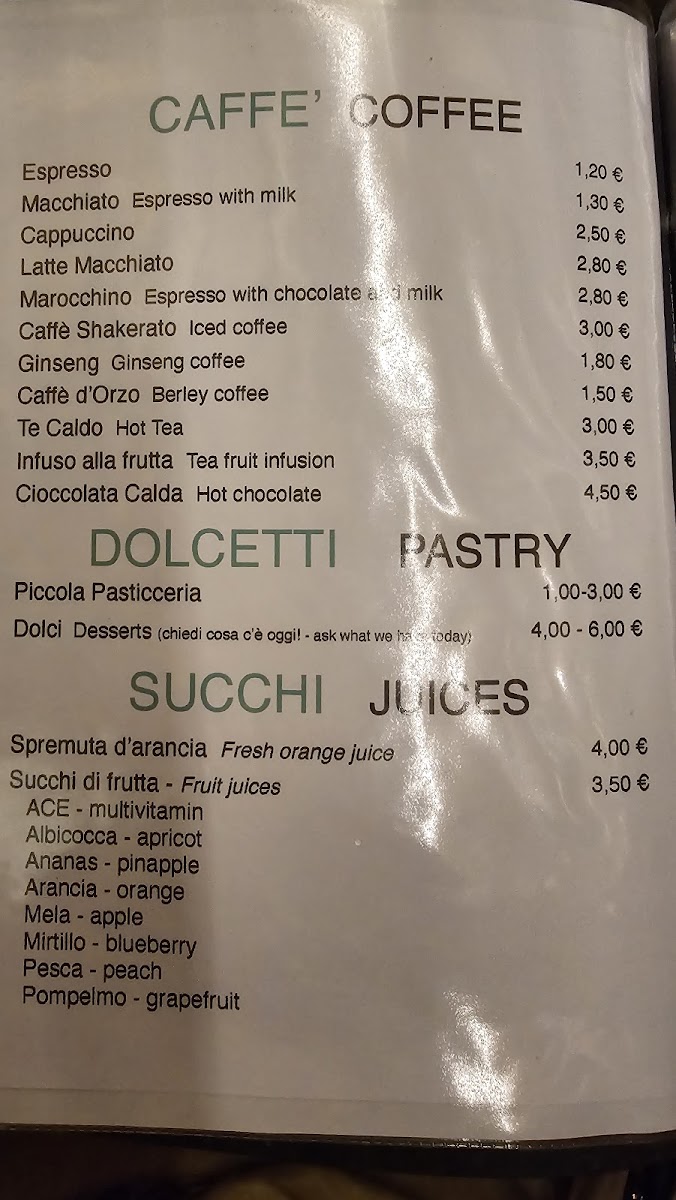 CAFFE' COFFEE
Espresso 1,20 €
Macchiato Espresso with milk 1,30 €
Cappuccino 2,50 €
Latte Macchiato 2,80 €
Marocchino Espresso with chocolate and milk 2,80 €
Caffè Shakerato Iced coffee 3,00 €
Ginseng Ginseng coffee 1,80 €
Caffè d'Orzo Berley coffee 1,50 €
Te Caldo Hot Tea 3,00 €
Infuso alla frutta Tea fruit infusion 3,50 €
Cioccolata Calda Hot chocolate 4,50 €
DOLCETTI PASTRY
Piccola Pasticceria 1,00-3,00 €
Dolci Desserts (chiedi cosa c'è oggi! - ask what we have today) 4,00 - 6,00 €
SUCCHI JUICES
Spremuta d'arancia Fresh orange juice 4,00 €
Succhi di frutta - Fruit juices 3,50 €
ACE - multivitamin
Albicocca - apricot
Ananas - pinapple
Arancia - orange
Mela - apple
Mirtillo - blueberry
Pesca - peach
Pompelmo - grapefruit